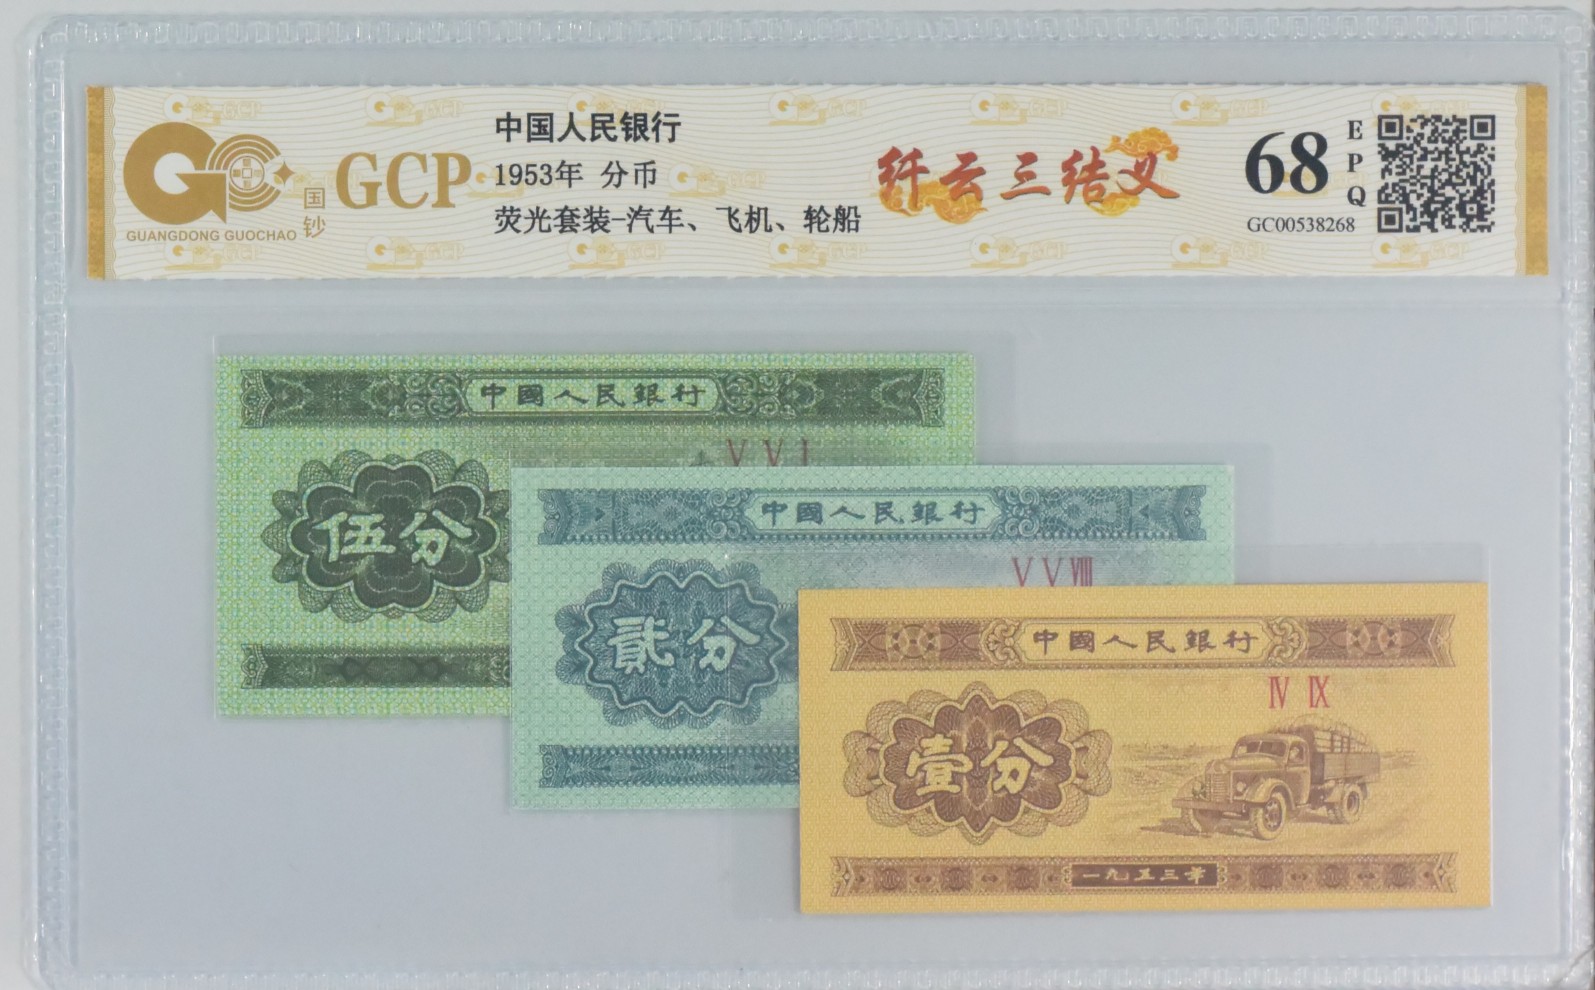 GUANGDONG GUOCHAO
国钞
GCP
中国人民银行
1953年 分币
荧光套装-汽车、飞机、轮船
纤云三结义
68
EPQ
GC00538268
中國人民銀行
V V I
伍分
中國人民銀行
V V VIII
貳分
中國人民銀行
IV IX
壹分
一九五三年